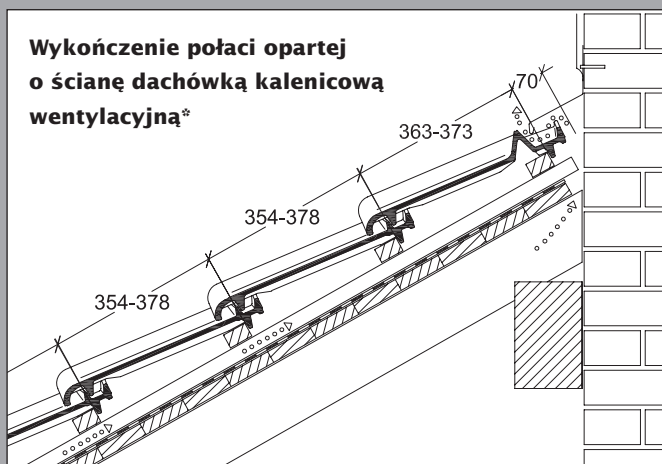 Wykończenie połaci opartej
o ścianę dachówką kalenicową
wentylacyjną*
70
363-373
354-378
354-378